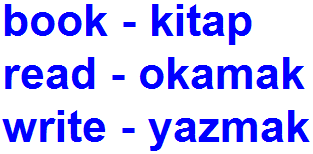 book - kitap
read - okamak
write - yazmak